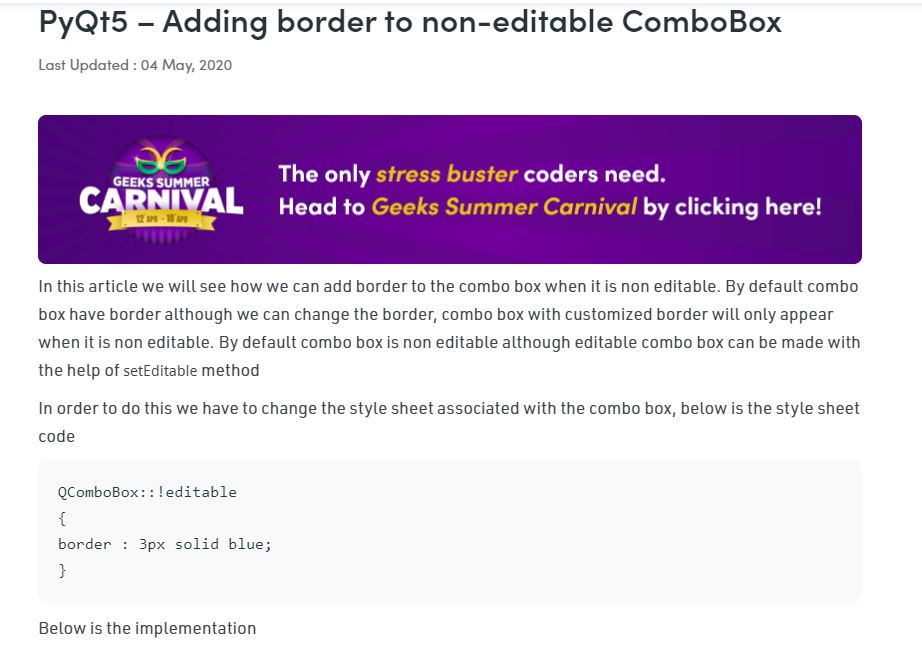 PyQt5 – Adding border to non-editable ComboBox
Last Updated : 04 May, 2020
GEEKS SUMMER
CARNIVAL
12 APR - 18 APR
The only stress buster coders need.
Head to Geeks Summer Carnival by clicking here!
In this article we will see how we can add border to the combo box when it is non editable. By default combo
box have border although we can change the border, combo box with customized border will only appear
when it is non editable. By default combo box is non editable although editable combo box can be made with
the help of setEditable method
In order to do this we have to change the style sheet associated with the combo box, below is the style sheet
code
QComboBox::!editable
{
border : 3px solid blue;
}
Below is the implementation